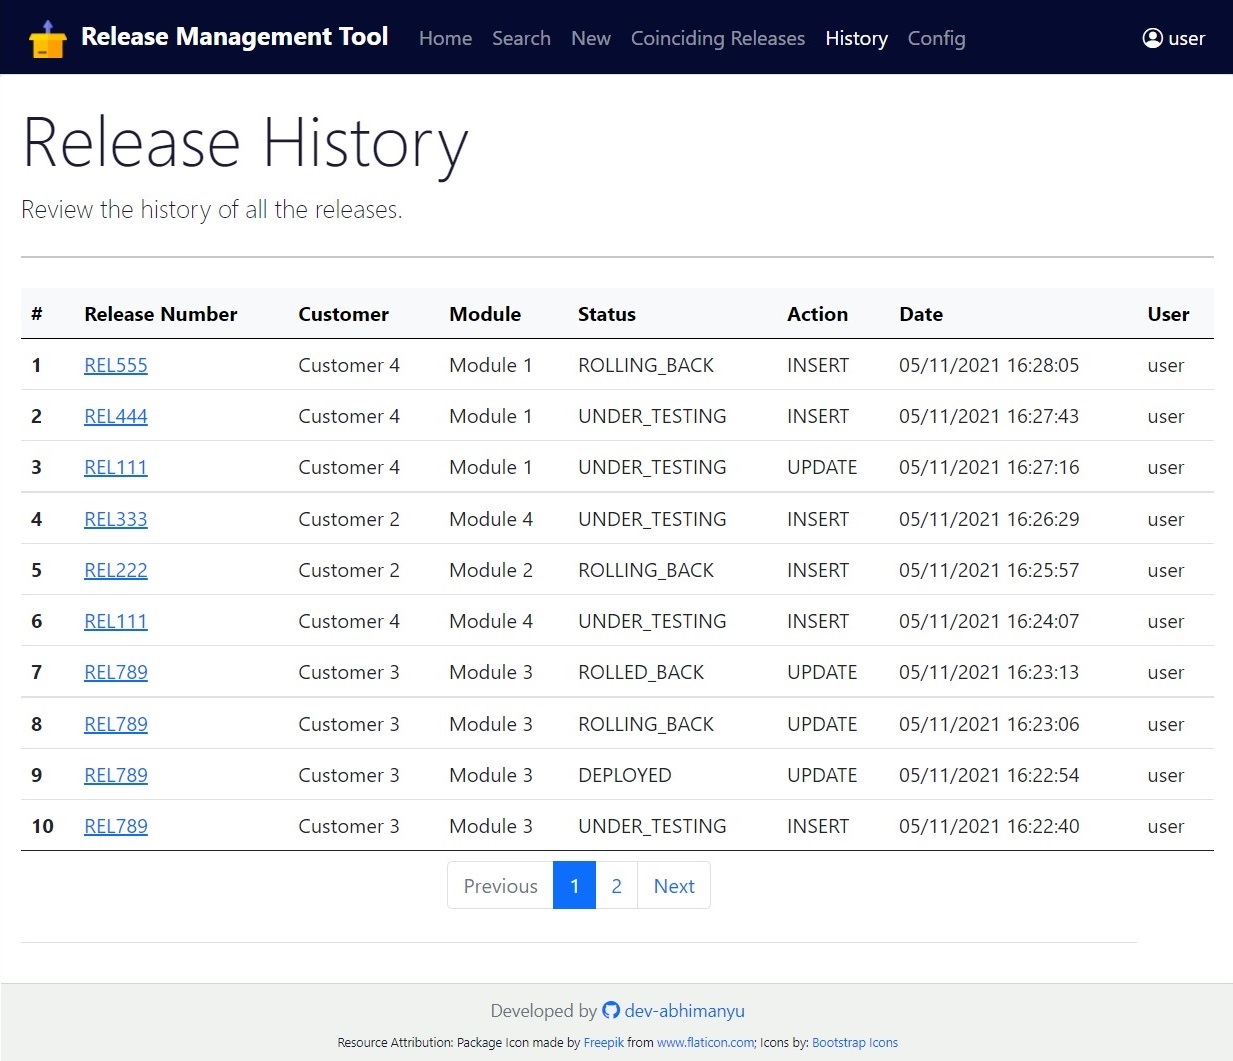 Release Management Tool Home Search New Coinciding Releases History Config user
Release History
Review the history of all the releases.
# Release Number Customer Module Status Action Date User
1 REL555 Customer 4 Module 1 ROLLING_BACK INSERT 05/11/2021 16:28:05 user
2 REL444 Customer 4 Module 1 UNDER_TESTING INSERT 05/11/2021 16:27:43 user
3 REL111 Customer 4 Module 1 UNDER_TESTING UPDATE 05/11/2021 16:27:16 user
4 REL333 Customer 2 Module 4 UNDER_TESTING INSERT 05/11/2021 16:26:29 user
5 REL222 Customer 2 Module 2 ROLLING_BACK INSERT 05/11/2021 16:25:57 user
6 REL111 Customer 4 Module 4 UNDER_TESTING INSERT 05/11/2021 16:24:07 user
7 REL789 Customer 3 Module 3 ROLLED_BACK UPDATE 05/11/2021 16:23:13 user
8 REL789 Customer 3 Module 3 ROLLING_BACK UPDATE 05/11/2021 16:23:06 user
9 REL789 Customer 3 Module 3 DEPLOYED UPDATE 05/11/2021 16:22:54 user
10 REL789 Customer 3 Module 3 UNDER_TESTING INSERT 05/11/2021 16:22:40 user
Previous 1 2 Next
Developed by dev-abhimanyu
Resource Attribution: Package Icon made by Freepik from www.flaticon.com; Icons by: Bootstrap Icons